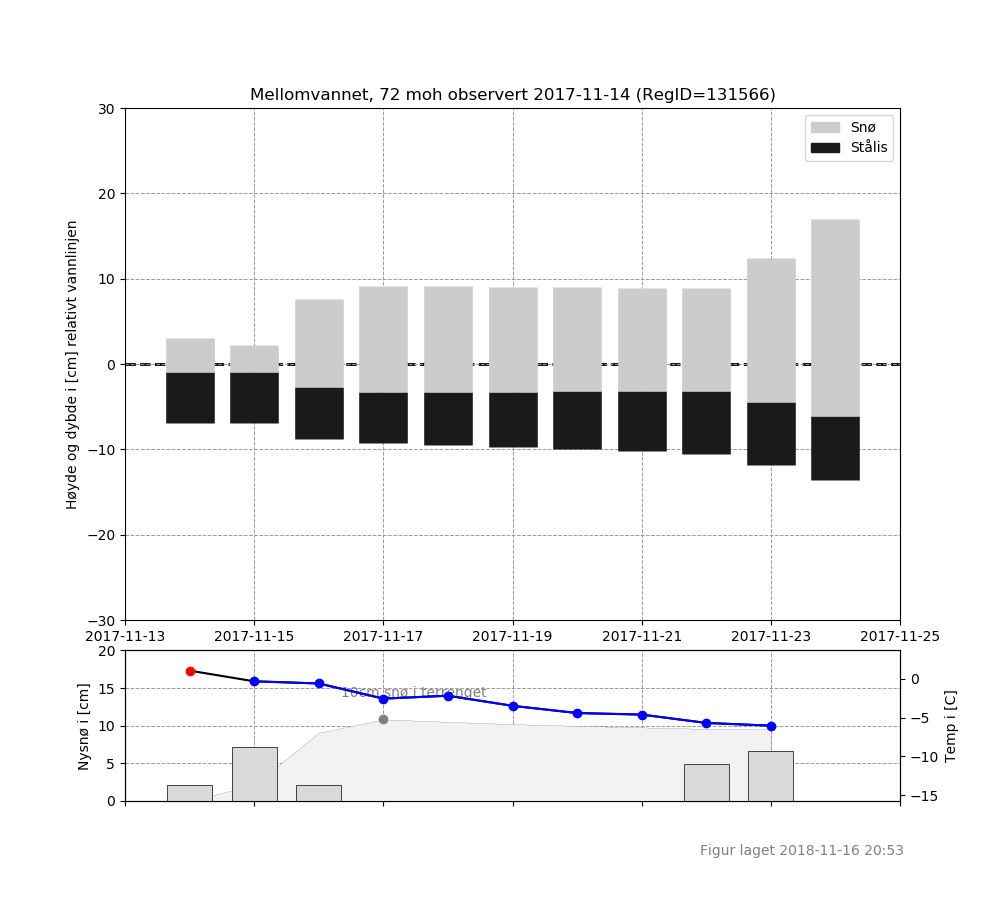 Mellomvannet, 72 moh observert 2017-11-14 (RegID=131566)
Snø
Stålis
Høyde og dybde i [cm] relativt vannlinjen
30
20
10
0
−10
−20
−30
2017-11-13 2017-11-15 2017-11-17 2017-11-19 2017-11-21 2017-11-23 2017-11-25
Nysnø i [cm]
20
15
10
5
0
10cm snø i terrenget
0
−5
−10
−15
Temp i [C]
Figur laget 2018-11-16 20:53